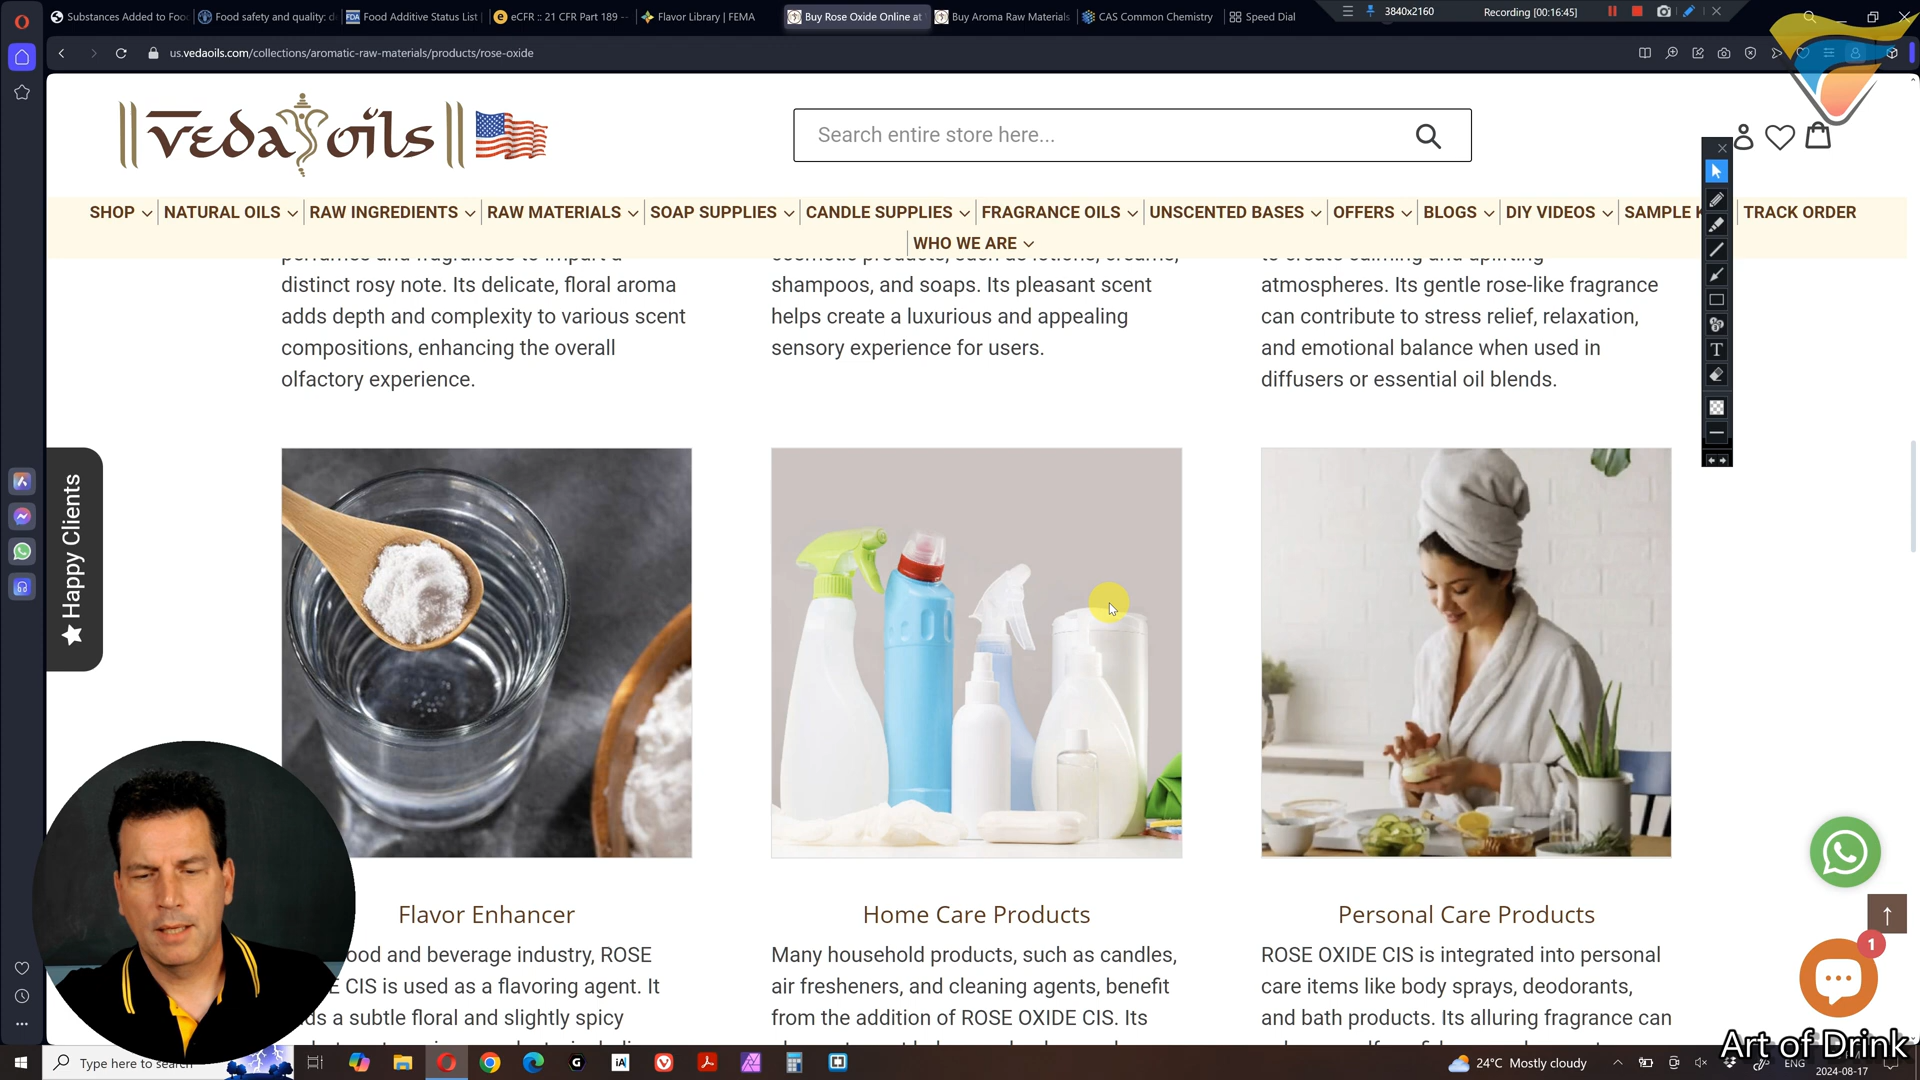 Substances Added to Foo
Food safety and quality: d
FDA Food Additive Status List
eCFR :: 21 CFR Part 189 --
Flavor Library | FEMA
Buy Rose Oxide Online at
Buy Aroma Raw Materials
CAS Common Chemistry
Speed Dial
3840x2160
Recording [00:16:45]
us.vedaoils.com/collections/aromatic-raw-materials/products/rose-oxide
veda oils
Search entire store here...
SHOP NATURAL OILS RAW INGREDIENTS RAW MATERIALS SOAP SUPPLIES CANDLE SUPPLIES FRAGRANCE OILS UNSCENTED BASES OFFERS BLOGS DIY VIDEOS SAMPLE K TRACK ORDER
WHO WE ARE
perfumes and fragrances to impart a
distinct rosy note. Its delicate, floral aroma
adds depth and complexity to various scent
compositions, enhancing the overall
olfactory experience.
cosmetic products, such as lotions, creams,
shampoos, and soaps. Its pleasant scent
helps create a luxurious and appealing
sensory experience for users.
to create calming and uplifting
atmospheres. Its gentle rose-like fragrance
can contribute to stress relief, relaxation,
and emotional balance when used in
diffusers or essential oil blends.
Happy Clients
Flavor Enhancer
ood and beverage industry, ROSE
E CIS is used as a flavoring agent. It
ds a subtle floral and slightly spicy
Home Care Products
Many household products, such as candles,
air fresheners, and cleaning agents, benefit
from the addition of ROSE OXIDE CIS. Its
Personal Care Products
ROSE OXIDE CIS is integrated into personal
care items like body sprays, deodorants,
and bath products. Its alluring fragrance can
1
Art of Drink
Type here to search
24°C Mostly cloudy
ENG
2024-08-17